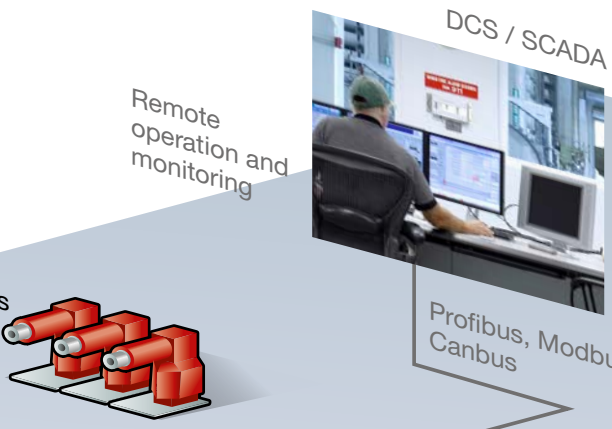 DCS / SCADA
Remote
operation and
monitoring
Profibus, Modbu
Canbus